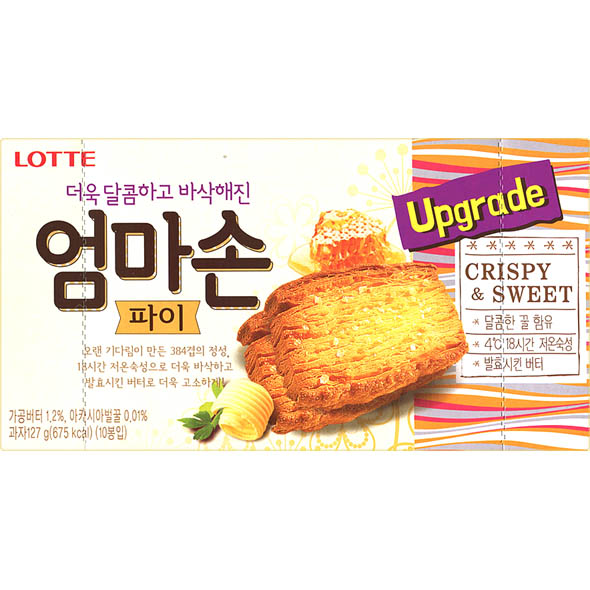 LOTTE
더욱 달콤하고 바삭해진
엄마손
파이
오랜 기다림이 만든 384겹의 정성,
18시간 저온숙성으로 더욱 바삭하고
발효시킨 버터로 더욱 고소하게!
가공버터 1.2%, 아카시아벌꿀 0.01%
과자127 g(675 kcal) (10봉입)
Upgrade
CRISPY
& SWEET
* 달콤한 꿀 함유
* 4℃ 18시간 저온숙성
* 발효시킨 버터